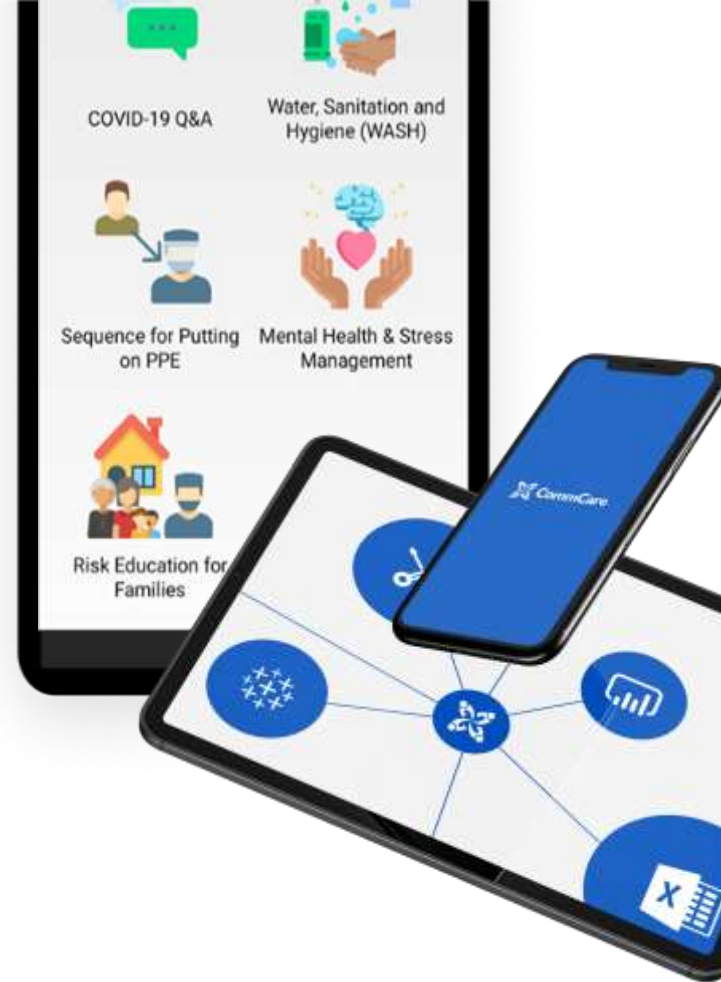 COVID-19 Q&A
Water, Sanitation and
Hygiene (WASH)
Sequence for Putting
on PPE
Mental Health & Stress
Management
Risk Education for
Families
CommCare
X